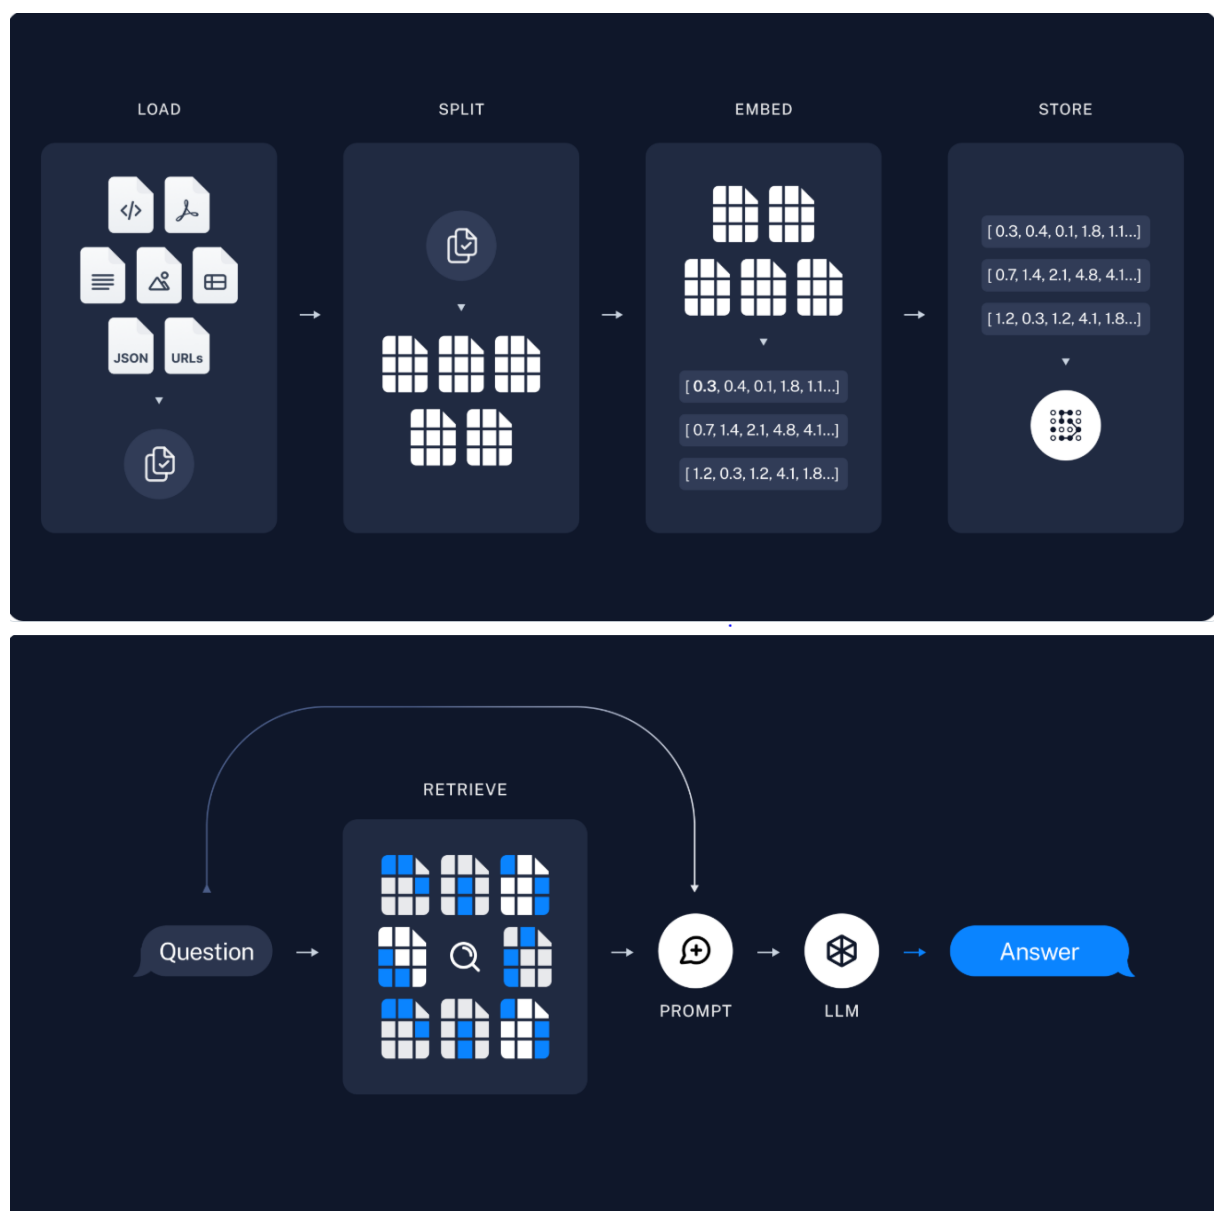 LOAD
SPLIT
EMBED
STORE
</>
JSON
URLs
[ 0.3, 0.4, 0.1, 1.8, 1.1...]
[ 0.7, 1.4, 2.1, 4.8, 4.1...]
[ 1.2, 0.3, 1.2, 4.1, 1.8...]
[ 0.3, 0.4, 0.1, 1.8, 1.1...]
[ 0.7, 1.4, 2.1, 4.8, 4.1...]
[ 1.2, 0.3, 1.2, 4.1, 1.8...]
RETRIEVE
Question
PROMPT
LLM
Answer